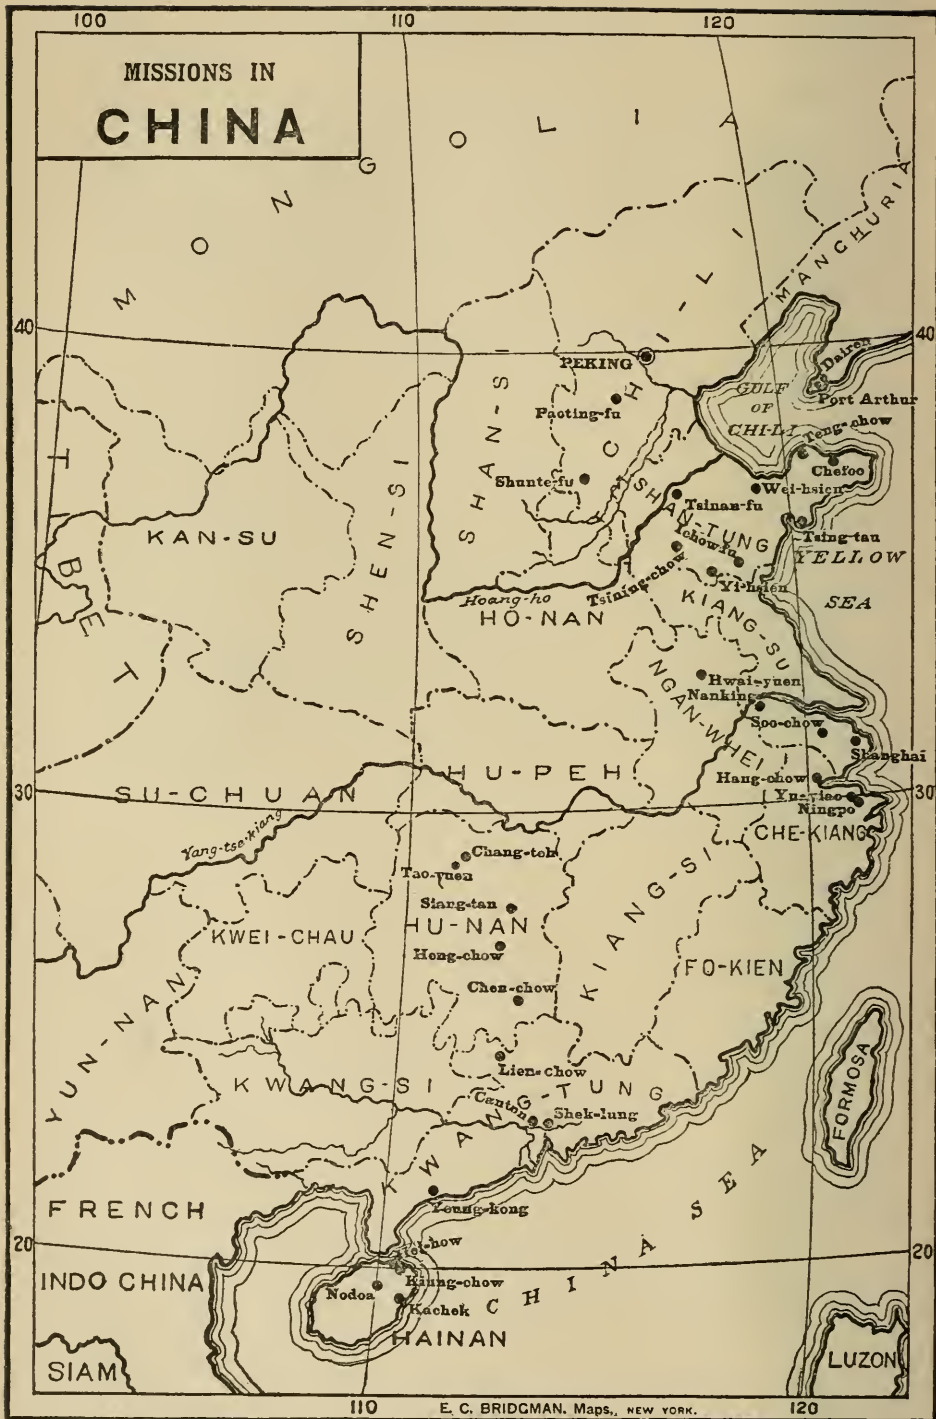 100 110 120
MISSIONS IN
CHINA
MONGOLIA
MANCHURIA
40
40
CHI-LI
PEKING
Dairen
Port Arthur
GULF
OF
CHI-LI
Paoting-fu
Teng-chow
Chefoo
Shunte-fu
Wei-hsien
SHAN-SI
SHEN-SI
SHAN-TUNG
Tsinan-fu
KAN-SU
TIBET
Ichow-fu
Tsing-tau
YELLOW
SEA
Tsining-chow
Yi-hsien
Hoang-ho
HO-NAN
KIANG-SU
NGAN-WHEI
Hwai-yuen
Nanking
Soo-chow
Shanghai
HU-PEH
Hang-chow
30
30
SU-CHUAN
Yu-yiao
Ningpo
CHE-KIANG
Yang-tse-kiang
Chang-teh
Tao-yuen
KIANG-SI
Siang-tan
HU-NAN
KWEI-CHAU
Heng-chow
FO-KIEN
Chen-chow
YUN-NAN
Lien-chow
KWANG-SI
KWANG-TUNG
Canton
Shek-lung
FORMOSA
FRENCH
INDO CHINA
Yeung-kong
20
20
Hoi-how
Kiung-chow
Nodoa
Kachek
CHINA SEA
HAINAN
SIAM
LUZON
110 120
E. C. BRIDGMAN. Maps,, NEW YORK.